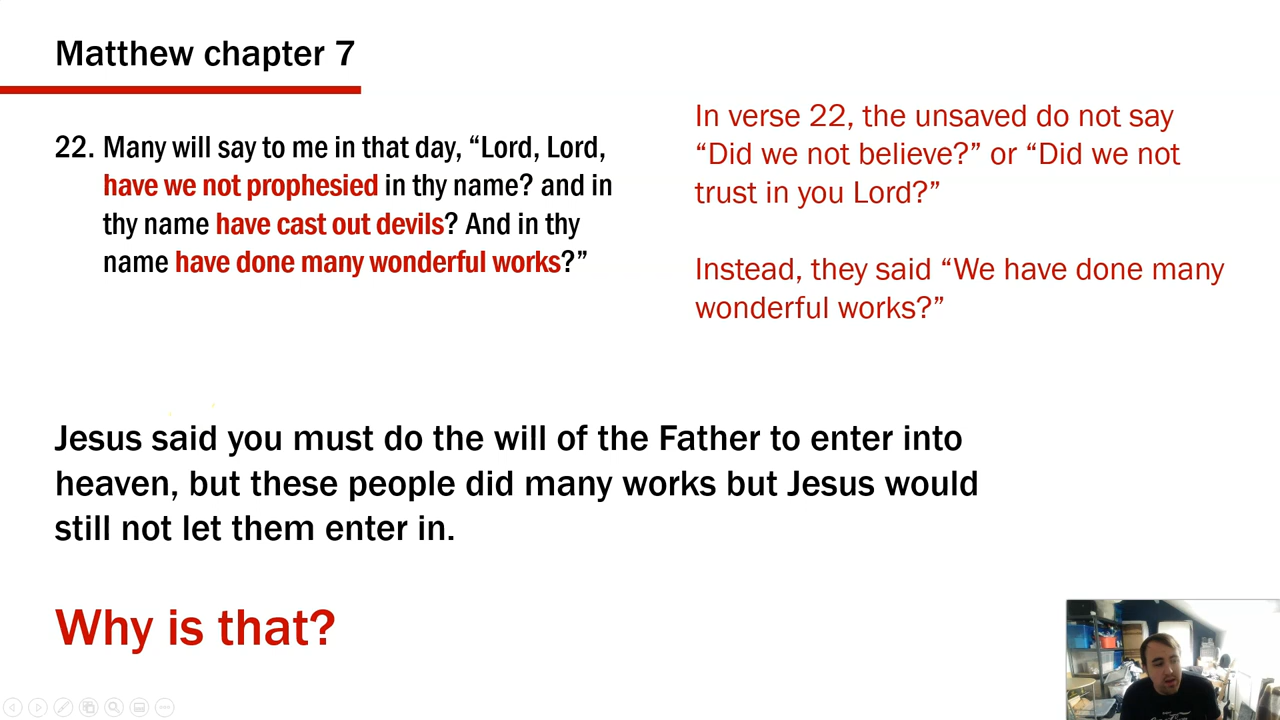 Matthew chapter 7
22. Many will say to me in that day, “Lord, Lord,
have we not prophesied in thy name? and in
thy name have cast out devils? And in thy
name have done many wonderful works?”
In verse 22, the unsaved do not say
“Did we not believe?” or “Did we not
trust in you Lord?”
Instead, they said “We have done many
wonderful works?”
Jesus said you must do the will of the Father to enter into
heaven, but these people did many works but Jesus would
still not let them enter in.
Why is that?